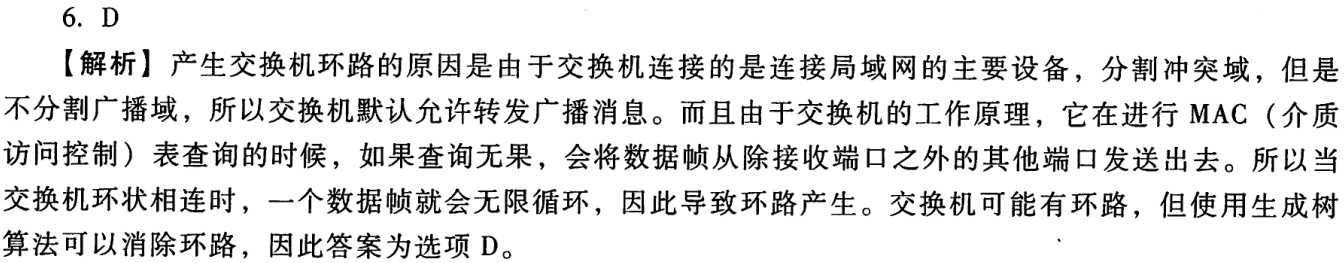 6. D
【解析】产生交换机环路的原因是由于交换机连接的是连接局域网的主要设备，分割冲突域，但是
不分割广播域，所以交换机默认允许转发广播消息。而且由于交换机的工作原理，它在进行 MAC（介质
访问控制）表查询的时候，如果查询无果，会将数据帧从除接收端口之外的其他端口发送出去。所以当
交换机环状相连时，一个数据帧就会无限循环，因此导致环路产生。交换机可能有环路，但使用生成树
算法可以消除环路，因此答案为选项 D。